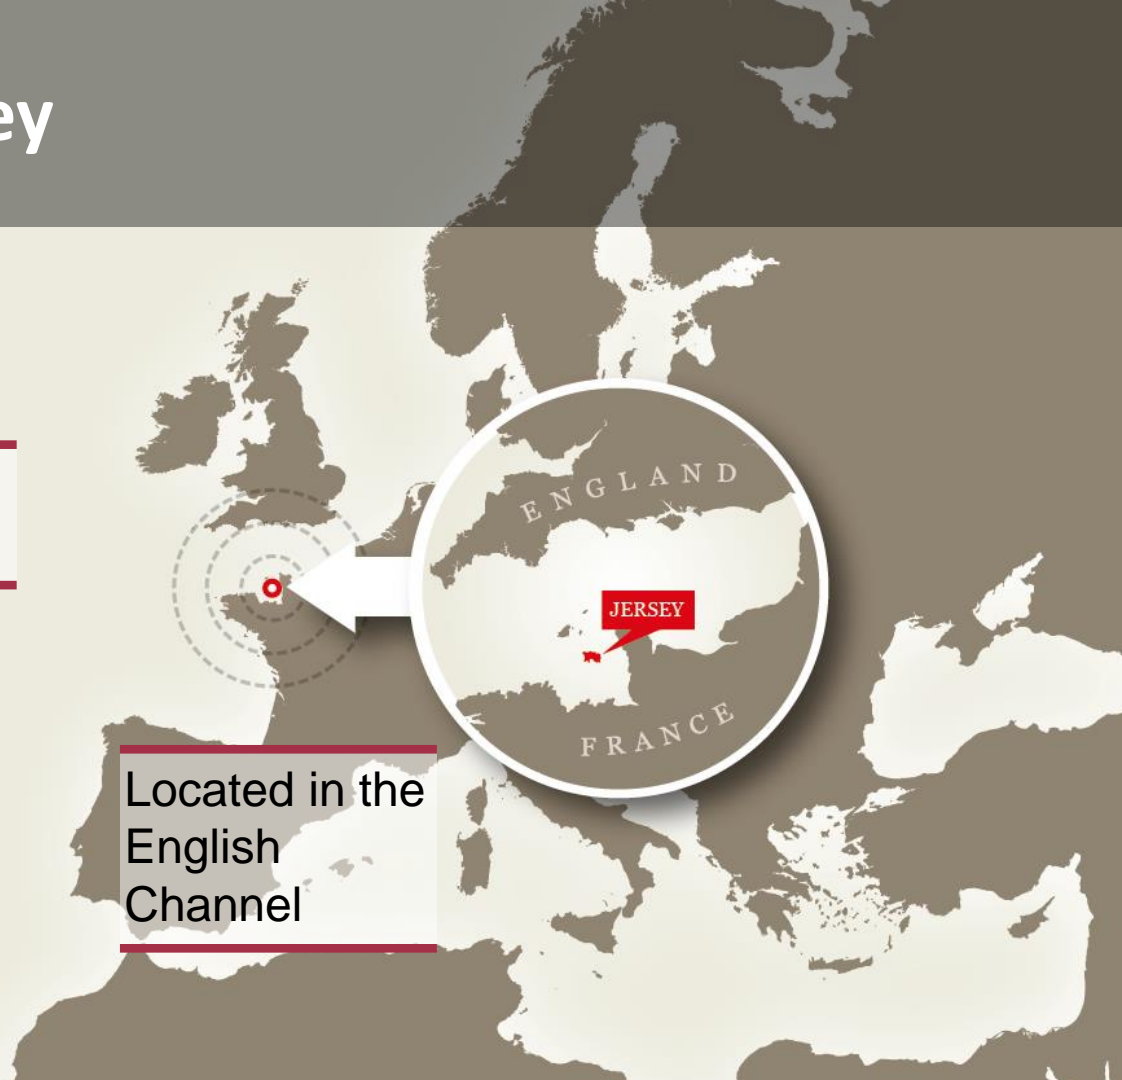 ey
ENGLAND
JERSEY
FRANCE
Located in the
English
Channel